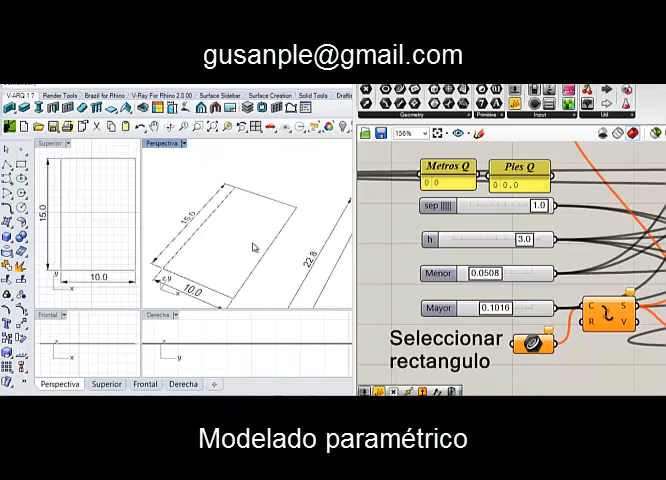 gusanple@gmail.com
V-ARQ 1.7 Render Tools Brazil for Rhino V-Ray For Rhino 2.0 00 Surface Sidebar Surface Creation Solid Tools Drafti
Superior
Perspectiva
15.0
10.0
y
x
15.0
10.0
22.8
z y
x
Frontal
Derecha
z
x
z
y
Perspectiva Superior Frontal Derecha
Geometry Primitive Input Util
156%
Metros Q
0 0
Pies Q
0 0.0
sep 1.0
h 3.0
Menor 0.0508
Mayor 0.1016
C S
R V
Seleccionar
rectangulo
Modelado paramétrico